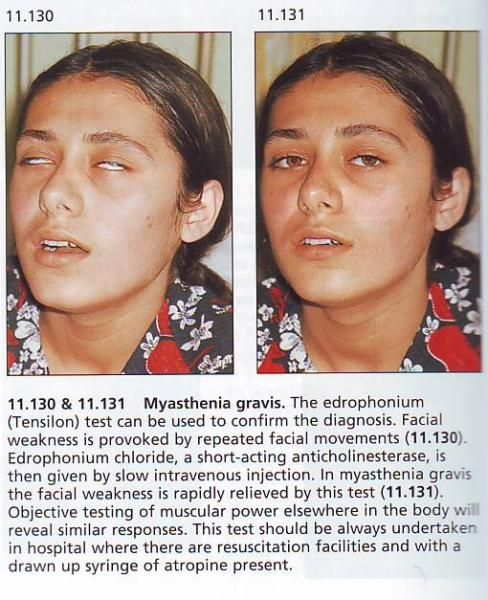 11.130
11.131
11.130 & 11.131 Myasthenia gravis. The edrophonium
(Tensilon) test can be used to confirm the diagnosis. Facial
weakness is provoked by repeated facial movements (11.130).
Edrophonium chloride, a short-acting anticholinesterase, is
then given by slow intravenous injection. In myasthenia gravis
the facial weakness is rapidly relieved by this test (11.131).
Objective testing of muscular power elsewhere in the body will
reveal similar responses. This test should be always undertaken
in hospital where there are resuscitation facilities and with a
drawn up syringe of atropine present.